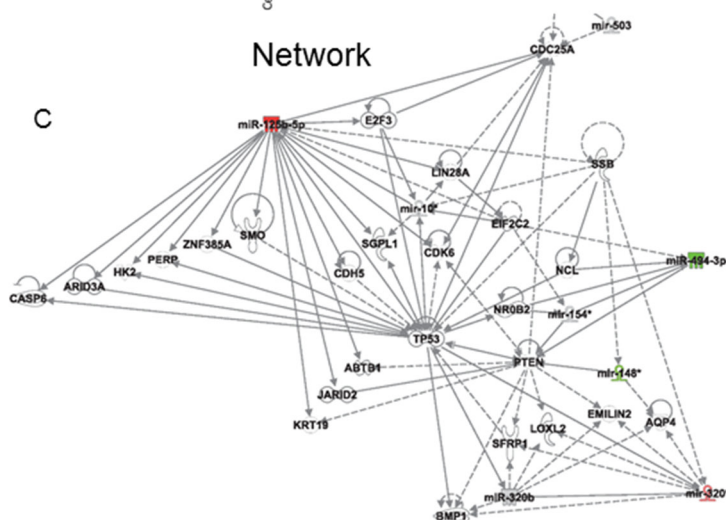 mir-503
CDC25A
Network
C
miR-125b-5p
E2F3
SSB
LIN28A
mir-10*
EIF2C2
SMO
ZNF385A
SGPL1
CDK6
PERP
HK2
CDH5
NCL
miR-494-3p
ARID3A
CASP6
NR0B2
mir-154*
TP53
ABTB1
PTEN
mir-148*
JARID2
KRT19
EMILIN2
AQP4
LOXL2
SFRP1
miR-320b
mir-320
BMP1